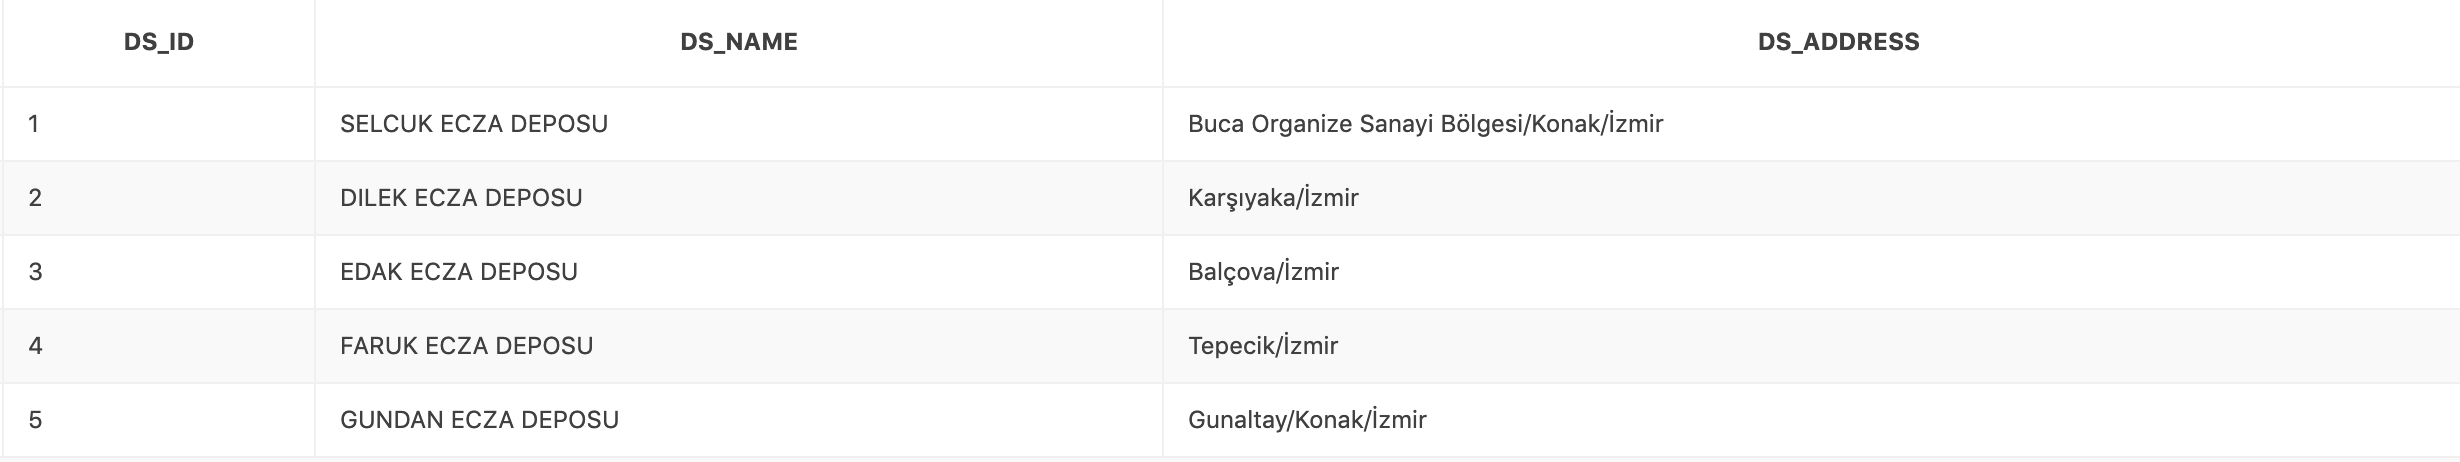 DS_ID DS_NAME DS_ADDRESS
1 SELCUK ECZA DEPOSU Buca Organize Sanayi Bölgesi/Konak/İzmir
2 DILEK ECZA DEPOSU Karşıyaka/İzmir
3 EDAK ECZA DEPOSU Balçova/İzmir
4 FARUK ECZA DEPOSU Tepecik/İzmir
5 GUNDAN ECZA DEPOSU Gunaltay/Konak/İzmir